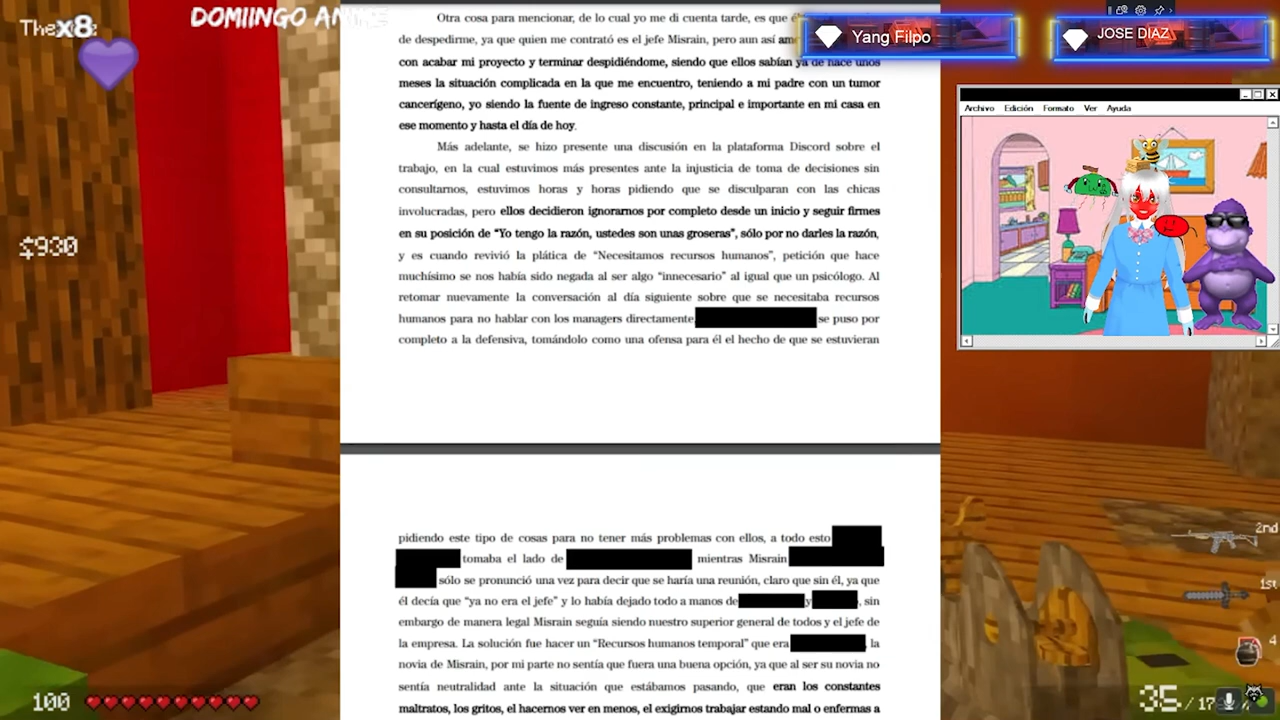 The
x8
DOMIINGO AN
$930
Yang Filpo
JOSE DIAZ
Archivo Edición Formato Ver Ayuda
Otra cosa para mencionar, de lo cual yo me di cuenta tarde, es que
de despedirme, ya que quien me contrató es el jefe Misrain, pero aun así
con acabar mi proyecto y terminar despidiéndome, siendo que ellos sabían ya de hace unos
meses la situación complicada en la que me encuentro, teniendo a mi padre con un tumor
cancerígeno, yo siendo la fuente de ingreso constante, principal e importante en mi casa en
ese momento y hasta el día de hoy.
Más adelante, se hizo presente una discusión en la plataforma Discord sobre el
trabajo, en la cual estuvimos más presentes ante la injusticia de toma de decisiones sin
consultarnos, estuvimos horas y horas pidiendo que se disculparan con las chicas
involucradas, pero ellos decidieron ignorarnos por completo desde un inicio y seguir firmes
en su posición de “Yo tengo la razón, ustedes son unas groseras”, sólo por no darles la razón,
y es cuando revivió la plática de “Necesitamos recursos humanos”, petición que hace
muchísimo se nos había sido negada al ser algo “innecesario” al igual que un psicólogo. Al
retomar nuevamente la conversación al día siguiente sobre que se necesitaba recursos
humanos para no hablar con los managers directamente se puso por
completo a la defensiva, tomándolo como una ofensa para él el hecho de que se estuvieran
pidiendo este tipo de cosas para no tener más problemas con ellos, a todo esto
tomaba el lado de mientras Misrain
sólo se pronunció una vez para decir que se haría una reunión, claro que sin él, ya que
él decía que “ya no era el jefe” y lo había dejado todo a manos de y , sin
embargo de manera legal Misrain seguía siendo nuestro superior general de todos y el jefe de
la empresa. La solución fue hacer un “Recursos humanos temporal” que era , la
novia de Misrain, por mi parte no sentía que fuera una buena opción, ya que al ser su novia no
sentía neutralidad ante la situación que estábamos pasando, que eran los constantes
maltratos, los gritos, el hacernos ver en menos, el exigirnos trabajar estando mal o enfermas a
2nd
1st
4
100
35 / 17